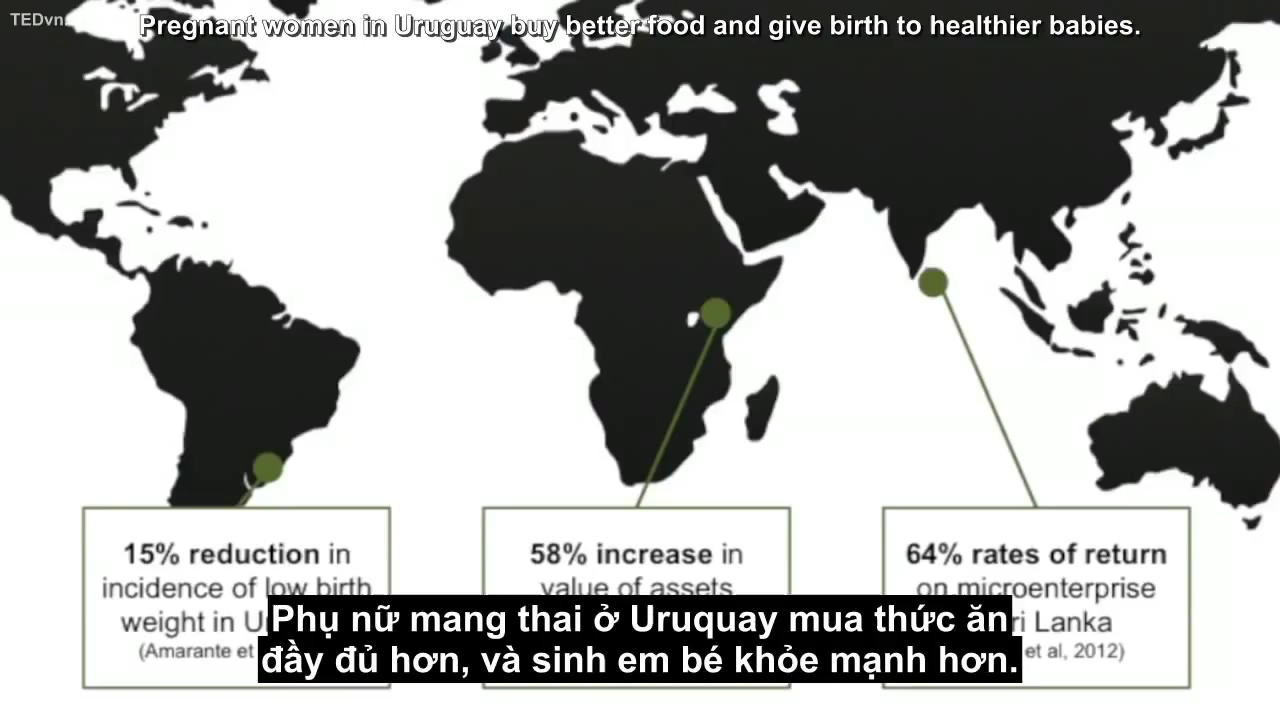 TEDvn
Pregnant women in Uruguay buy better food and give birth to healthier babies.
15% reduction in
incidence of low birth
weight in U
(Amarante et
58% increase in
value of assets
64% rates of return
on microenterprise
ri Lanka
et al, 2012)
Phụ nữ mang thai ở Uruquay mua thức ăn
đầy đủ hơn, và sinh em bé khỏe mạnh hơn.